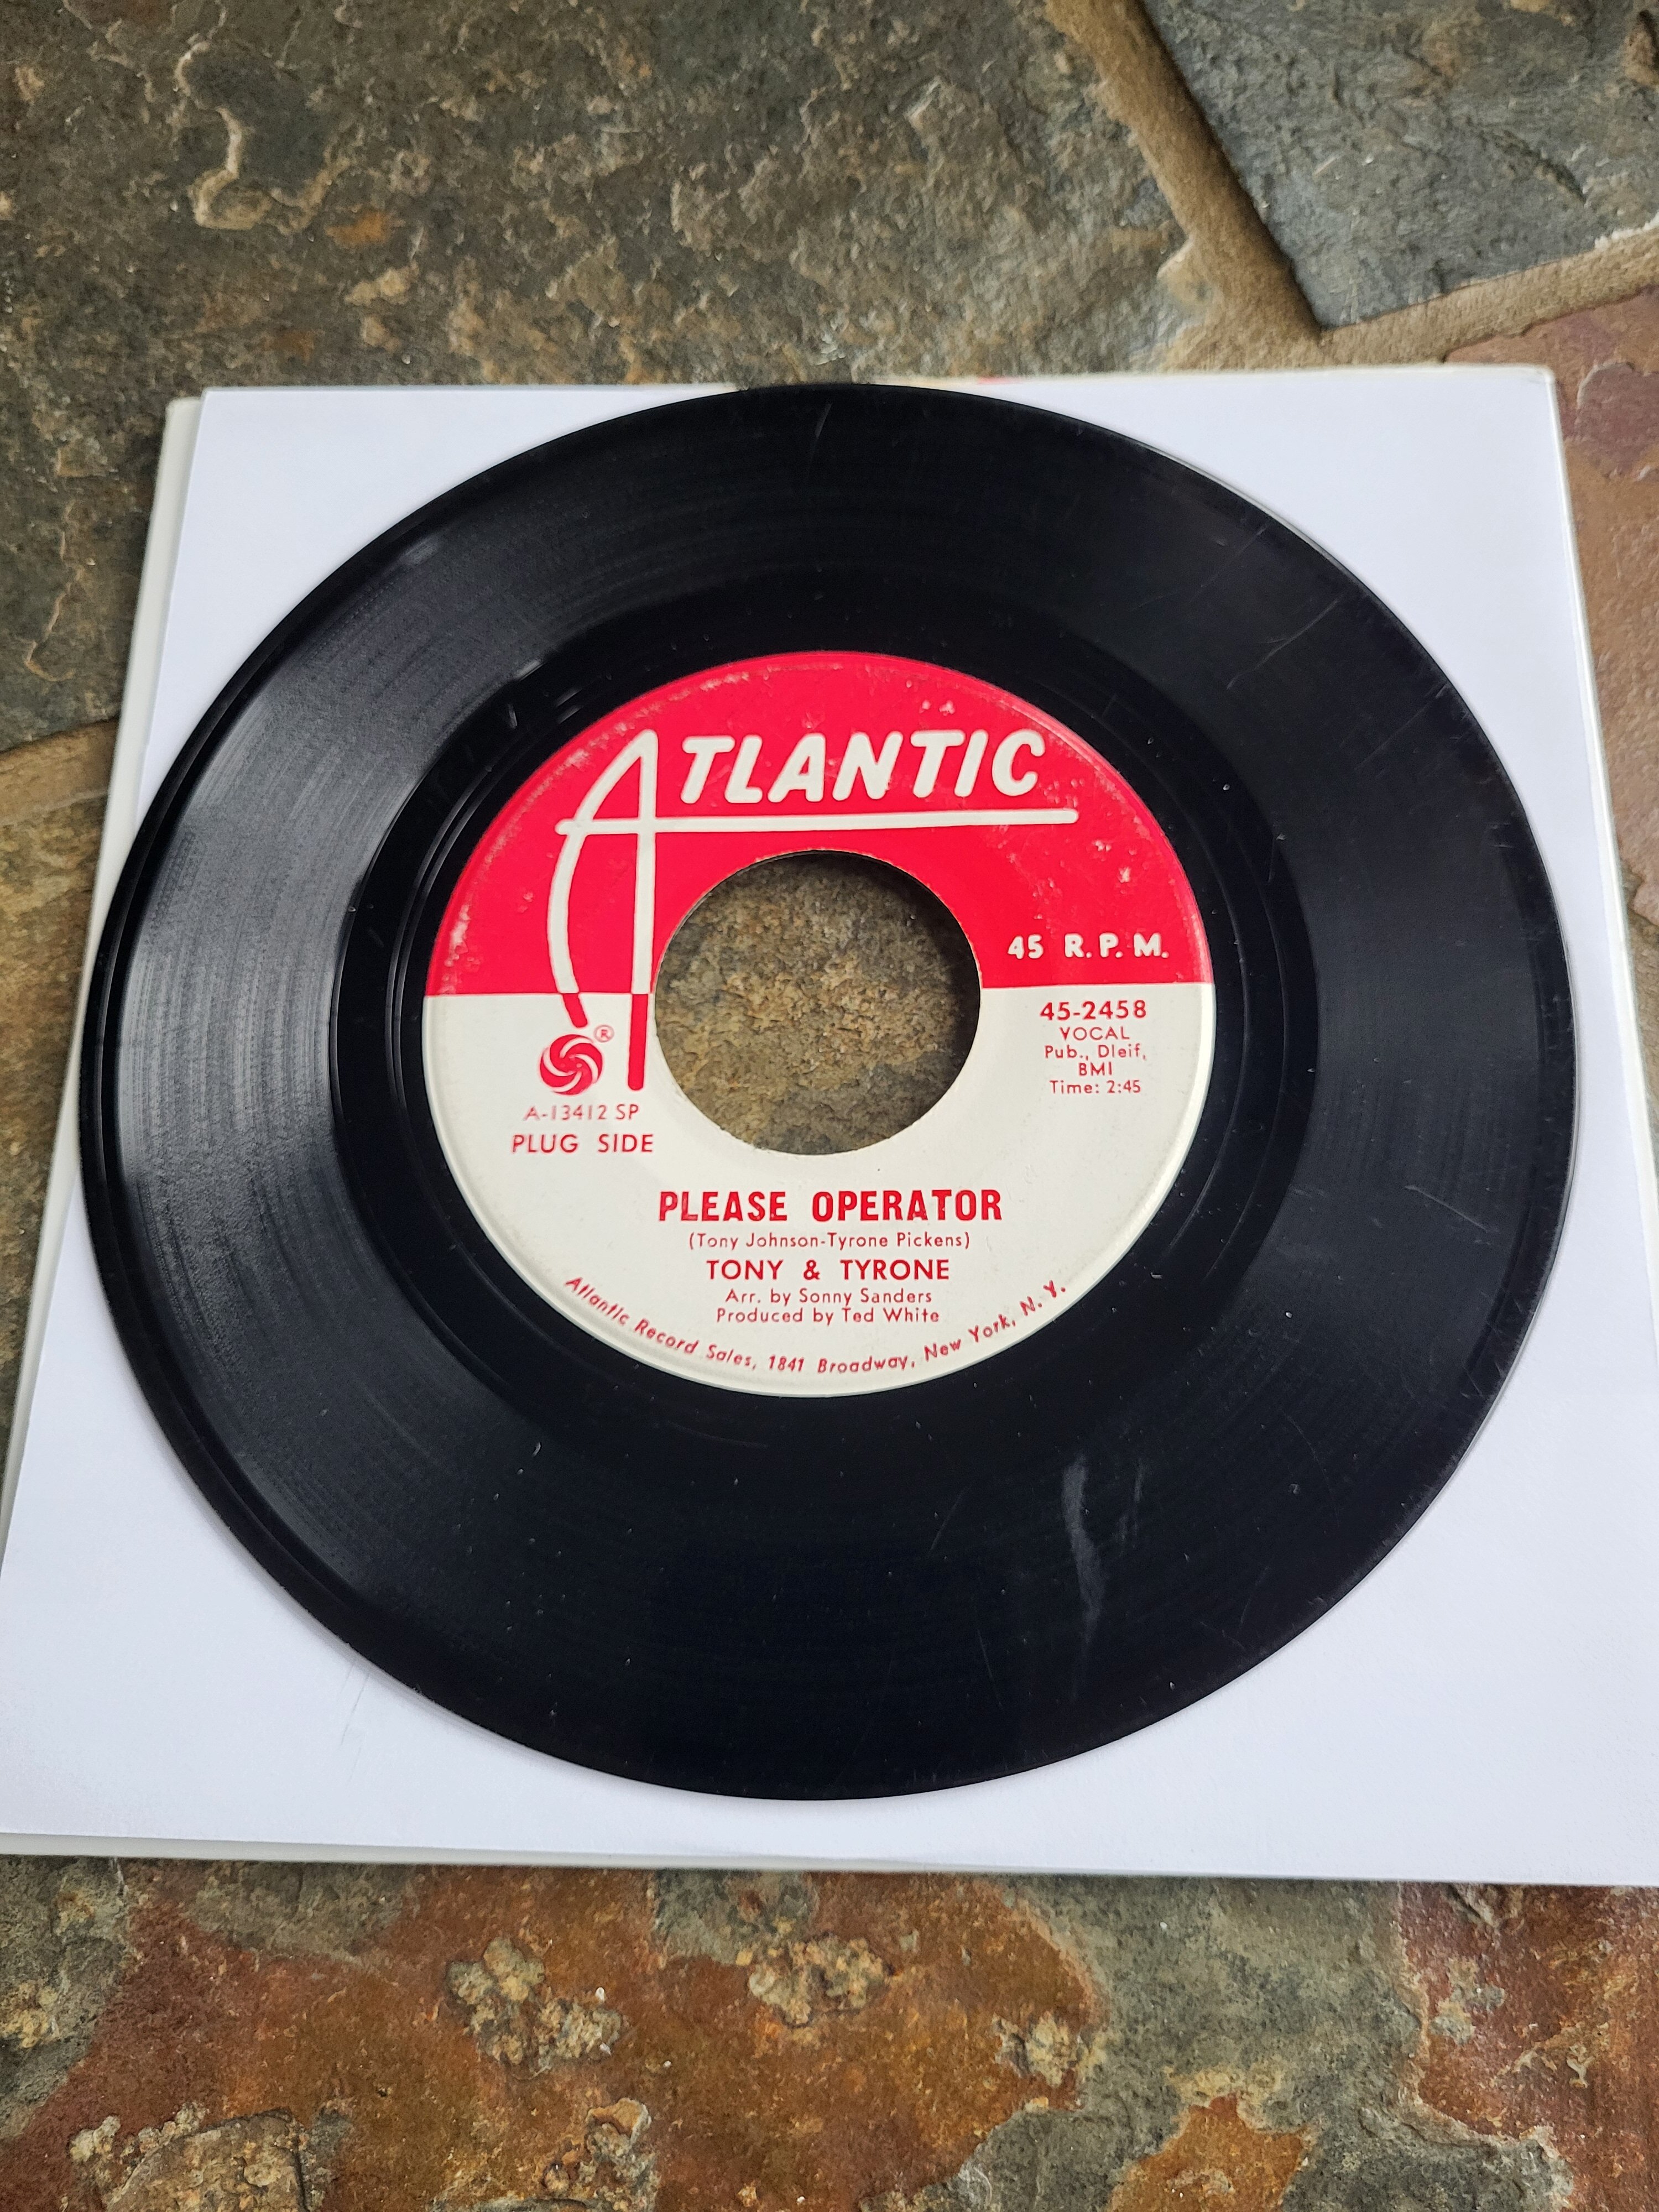 ATLANTIC
45 R.P.M.
45-2458
VOCAL
Pub., Dleif,
BMI
Time: 2:45
®
A-13412 SP
PLUG SIDE
PLEASE OPERATOR
(Tony Johnson-Tyrone Pickens)
TONY & TYRONE
Arr. by Sonny Sanders
Produced by Ted White
Atlantic Record Sales, 1841 Broadway, New York, N. Y.